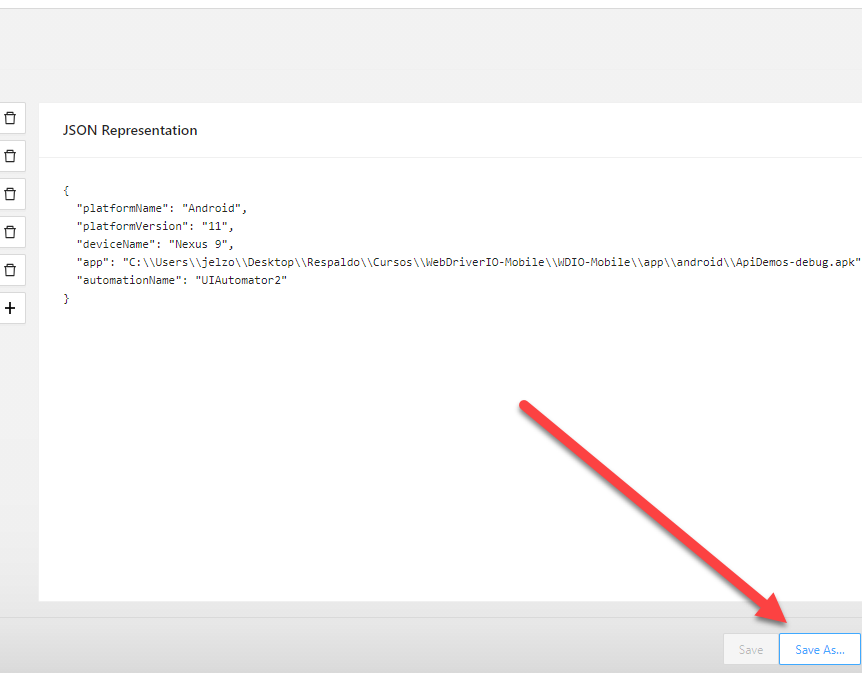 JSON Representation
{
"platformName": "Android",
"platformVersion": "11",
"deviceName": "Nexus 9",
"app": "C:\\Users\\jelzo\\Desktop\\Respaldo\\Cursos\\WebDriverIO-Mobile\\WDIO-Mobile\\app\\android\\ApiDemos-debug.apk"
"automationName": "UIAutomator2"
}
Save
Save As...